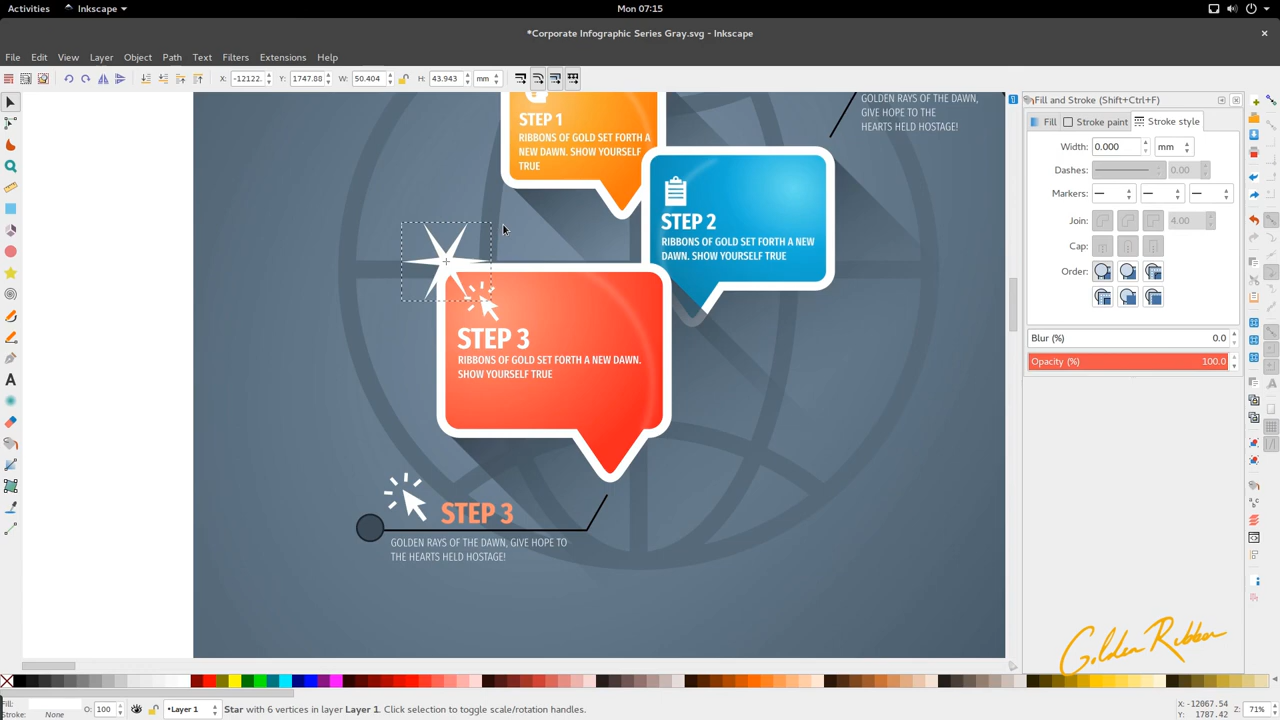 Activities
Inkscape
Mon 07:15
*Corporate Infographic Series Gray.svg - Inkscape
File Edit View Layer Object Path Text Filters Extensions Help
X: -12122. Y: 1747.88 W: 50.404 H: 43.943 mm
Fill and Stroke (Shift+Ctrl+F)
Fill Stroke paint Stroke style
Width: 0.000 mm
Dashes: 0.00
Markers:
Join: 4.00
Cap:
Order:
Blur (%) 0.0
Opacity (%) 100.0
GOLDEN RAYS OF THE DAWN,
GIVE HOPE TO THE
HEARTS HELD HOSTAGE!
STEP 1
RIBBONS OF GOLD SET FORTH A
NEW DAWN. SHOW YOURSELF
TRUE
STEP 2
RIBBONS OF GOLD SET FORTH A NEW
DAWN. SHOW YOURSELF TRUE
STEP 3
RIBBONS OF GOLD SET FORTH A NEW DAWN.
SHOW YOURSELF TRUE
STEP 3
GOLDEN RAYS OF THE DAWN, GIVE HOPE TO
THE HEARTS HELD HOSTAGE!
Golden Ribbon
Fill:
Stroke: None
O: 100
•Layer 1
Star with 6 vertices in layer Layer 1. Click selection to toggle scale/rotation handles.
X: -12067.54
Y: 1787.42
Z: 71%